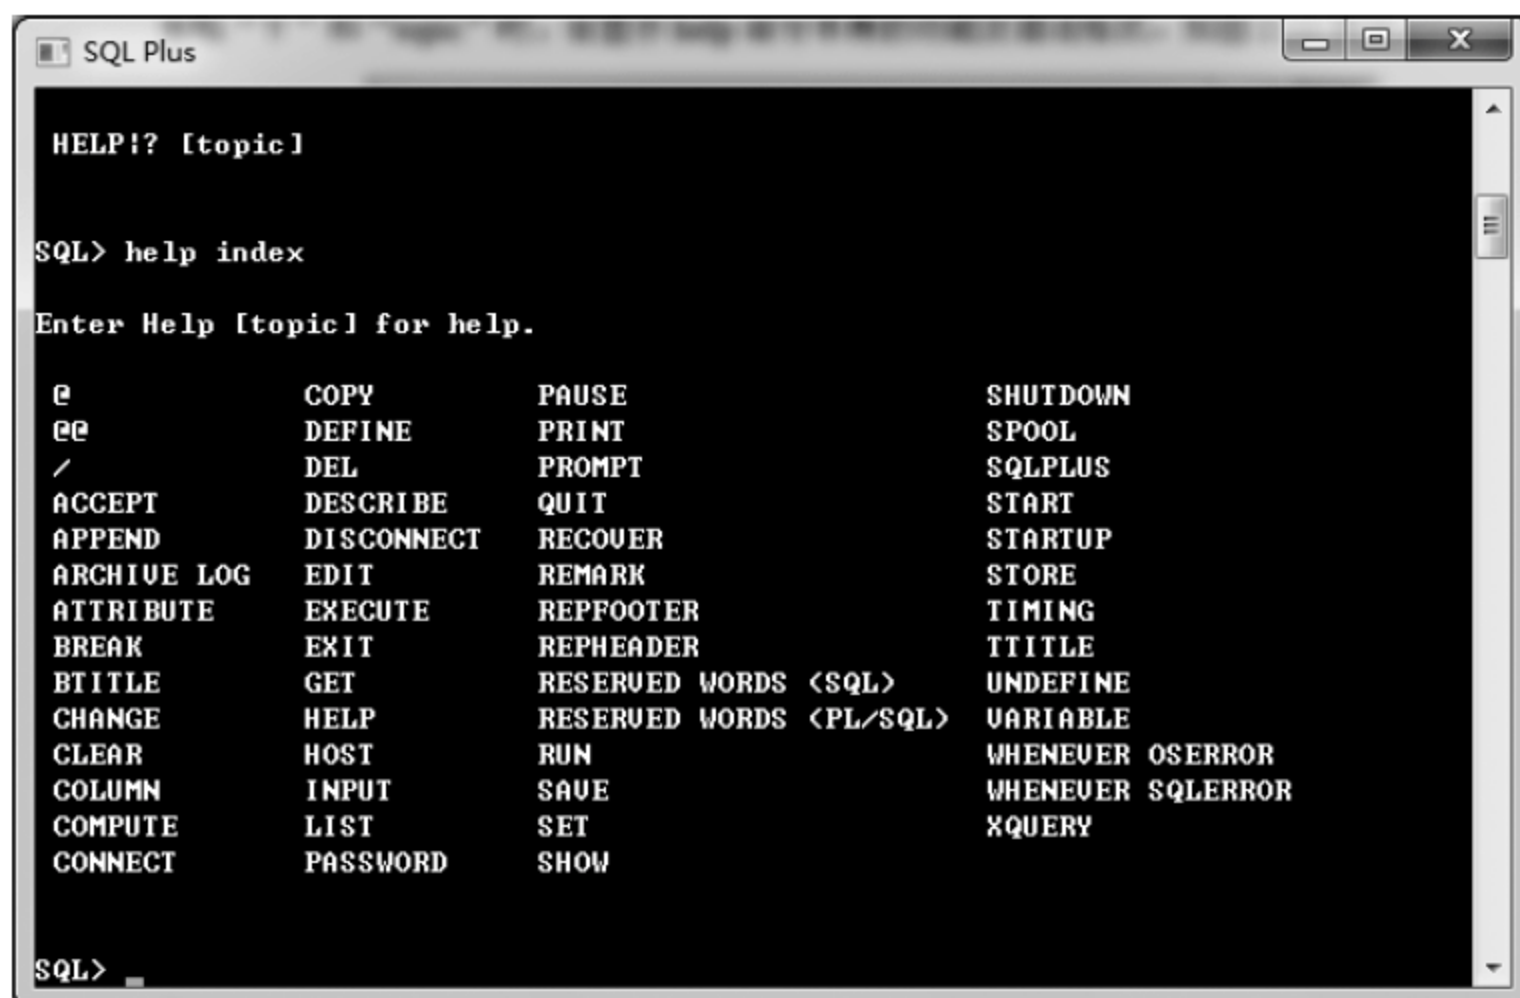 SQL Plus
HELP|? [topic]
SQL> help index
Enter Help [topic] for help.
@ COPY PAUSE SHUTDOWN
@@ DEFINE PRINT SPOOL
/ DEL PROMPT SQLPLUS
ACCEPT DESCRIBE QUIT START
APPEND DISCONNECT RECOVER STARTUP
ARCHIVE LOG EDIT REMARK STORE
ATTRIBUTE EXECUTE REPFOOTER TIMING
BREAK EXIT REPHEADER TTITLE
BTITLE GET RESERVED WORDS (SQL) UNDEFINE
CHANGE HELP RESERVED WORDS (PL/SQL) VARIABLE
CLEAR HOST RUN WHENEVER OSERROR
COLUMN INPUT SAVE WHENEVER SQLERROR
COMPUTE LIST SET XQUERY
CONNECT PASSWORD SHOW
SQL> _